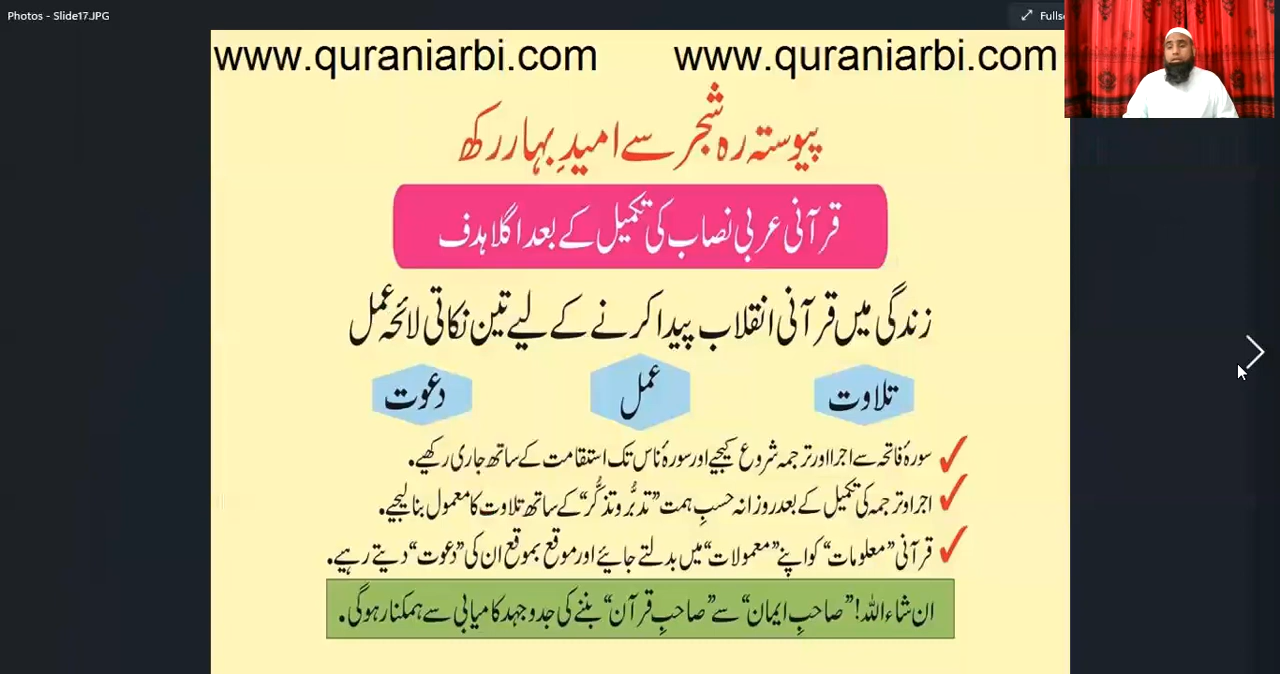 Photos - Slide17.JPG
Fulls
www.quraniarbi.com www.quraniarbi.com
پیوستہ رہ شجر سے امیدِ بہار رکھ
قرآنی عربی نصاب کی تکمیل کے بعد اگلا ہدف
زندگی میں قرآنی انقلاب پیدا کرنے کے لیے تین نکاتی لائحہ عمل
تلاوت عمل دعوت
سورۂ فاتحہ سے اجرا اور ترجمہ شروع کیجیے اور سورۂ ناس تک استقامت کے ساتھ جاری رکھیے۔
اجرا و ترجمہ کی تکمیل کے بعد روزانہ حسبِ ہمت ”تدبُّر و تذکُّر“ کے ساتھ تلاوت کا معمول بنا لیجیے۔
قرآنی ”معلومات“ کو اپنے ”معمولات“ میں بدلتے جائیے اور موقع بموقع ان کی ”دعوت“ دیتے رہیے۔
ان شاء اللہ! ”صاحبِ ایمان“ سے ”صاحبِ قرآن“ بننے کی جدوجہد کامیابی سے ہمکنار ہوگی۔